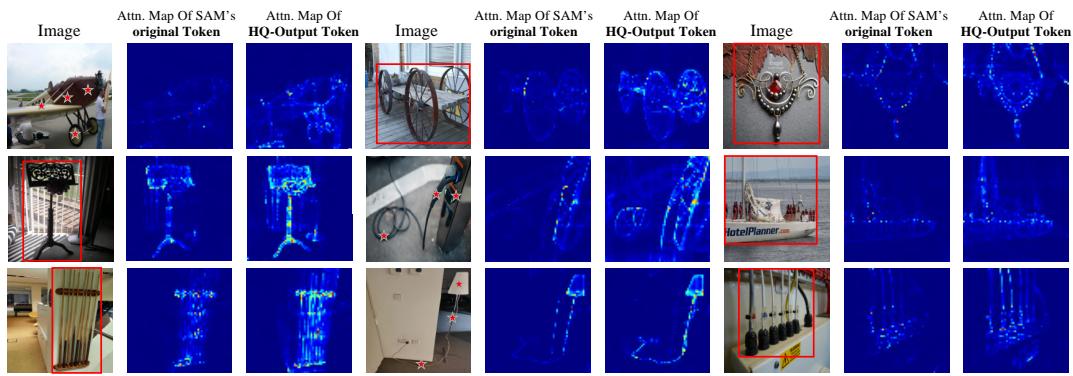 Image
Attn. Map Of SAM's
original Token
Attn. Map Of
HQ-Output Token
Image
Attn. Map Of SAM's
original Token
Attn. Map Of
HQ-Output Token
Image
Attn. Map Of SAM's
original Token
Attn. Map Of
HQ-Output Token
HotelPlanner.com